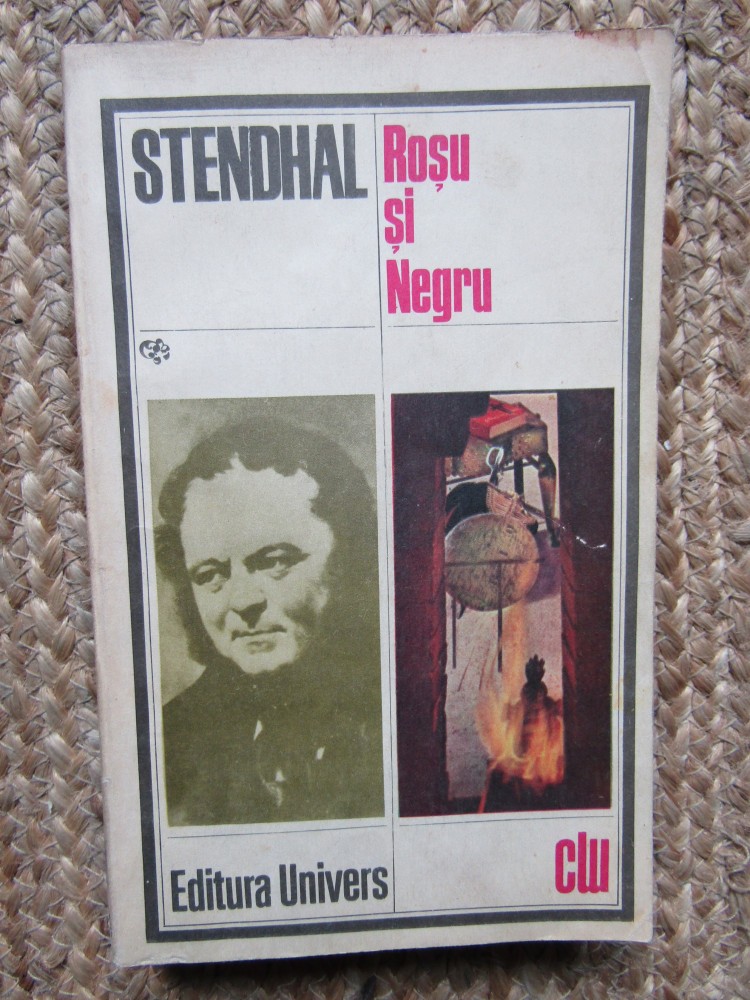 STENDHAL
Roșu
și
Negru
Editura Univers
clu